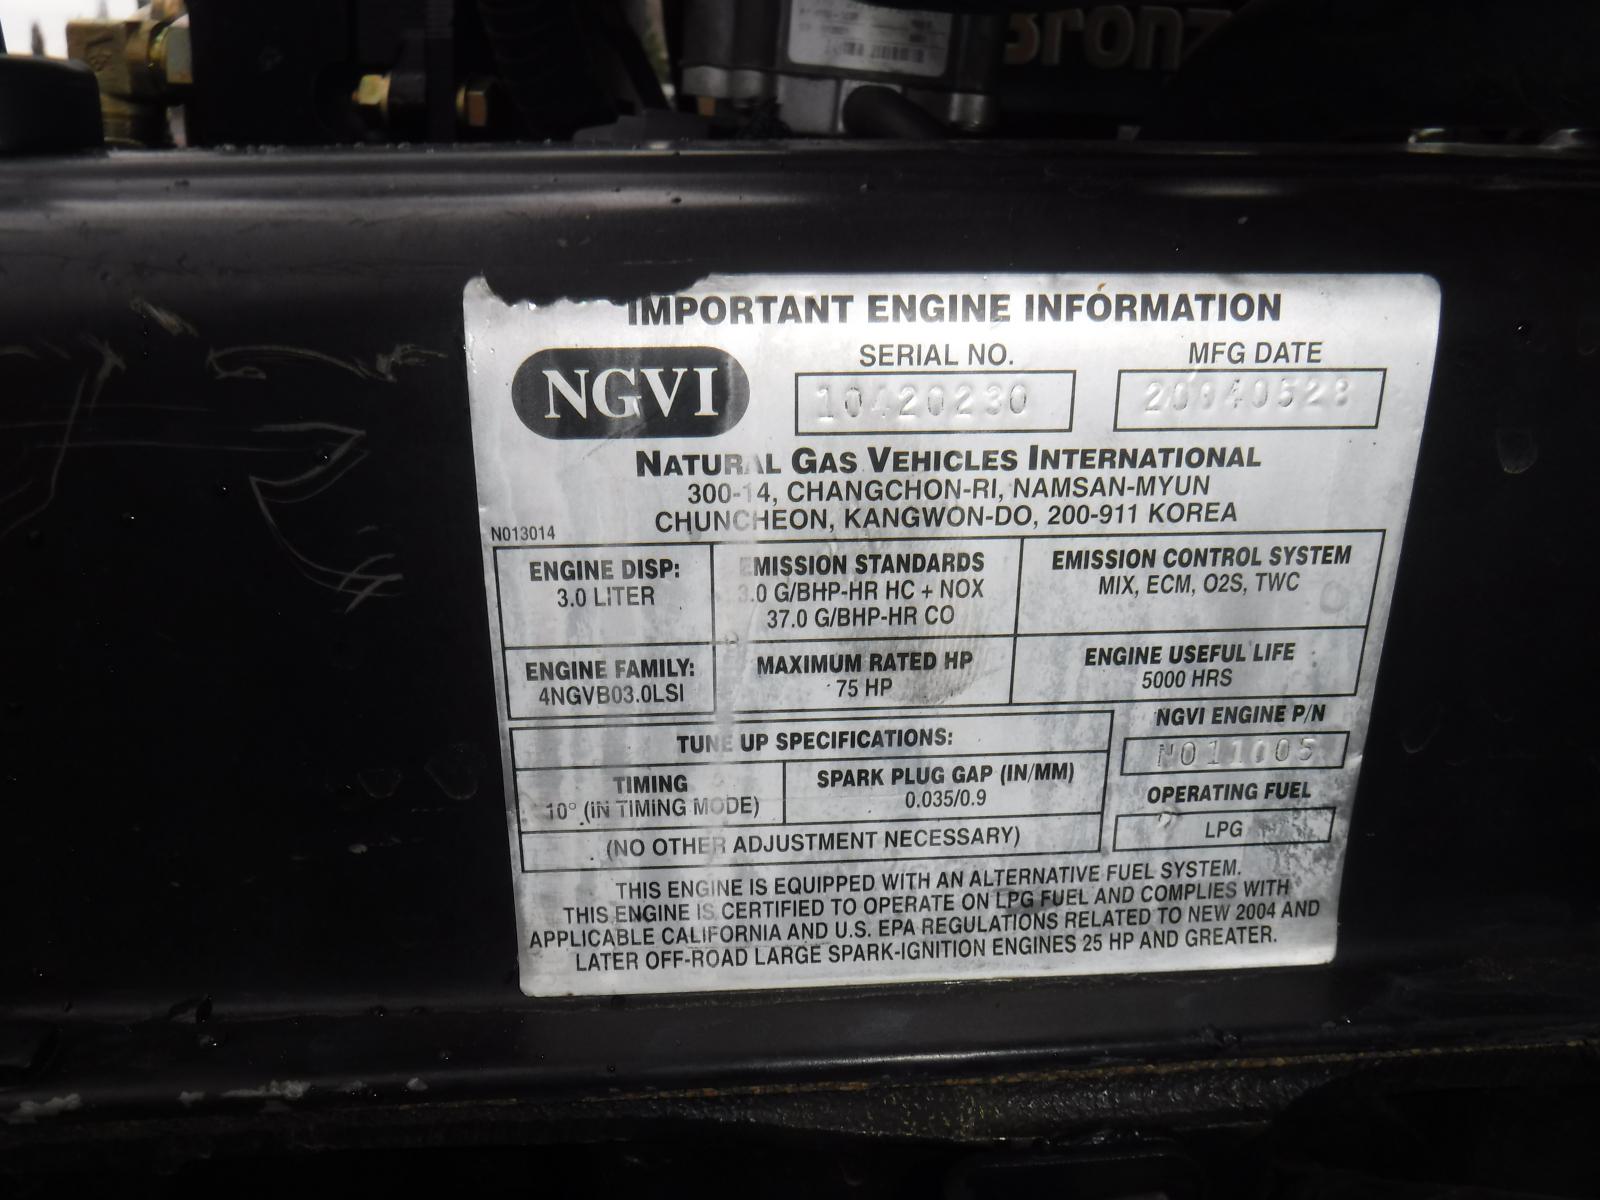 Bronz
IMPORTANT ENGINE INFORMATION
NGVI
SERIAL NO.
10420230
MFG DATE
20040528
NATURAL GAS VEHICLES INTERNATIONAL
300-14, CHANGCHON-RI, NAMSAN-MYUN
CHUNCHEON, KANGWON-DO, 200-911 KOREA
N013014
ENGINE DISP:
3.0 LITER
EMISSION STANDARDS
3.0 G/BHP-HR HC + NOX
37.0 G/BHP-HR CO
EMISSION CONTROL SYSTEM
MIX, ECM, O2S, TWC
ENGINE FAMILY:
4NGVB03.0LSI
MAXIMUM RATED HP
75 HP
ENGINE USEFUL LIFE
5000 HRS
TUNE UP SPECIFICATIONS:
TIMING
10° (IN TIMING MODE)
SPARK PLUG GAP (IN/MM)
0.035/0.9
(NO OTHER ADJUSTMENT NECESSARY)
NGVI ENGINE P/N
N011005
OPERATING FUEL
LPG
THIS ENGINE IS EQUIPPED WITH AN ALTERNATIVE FUEL SYSTEM.
THIS ENGINE IS CERTIFIED TO OPERATE ON LPG FUEL AND COMPLIES WITH
APPLICABLE CALIFORNIA AND U.S. EPA REGULATIONS RELATED TO NEW 2004 AND
LATER OFF-ROAD LARGE SPARK-IGNITION ENGINES 25 HP AND GREATER.